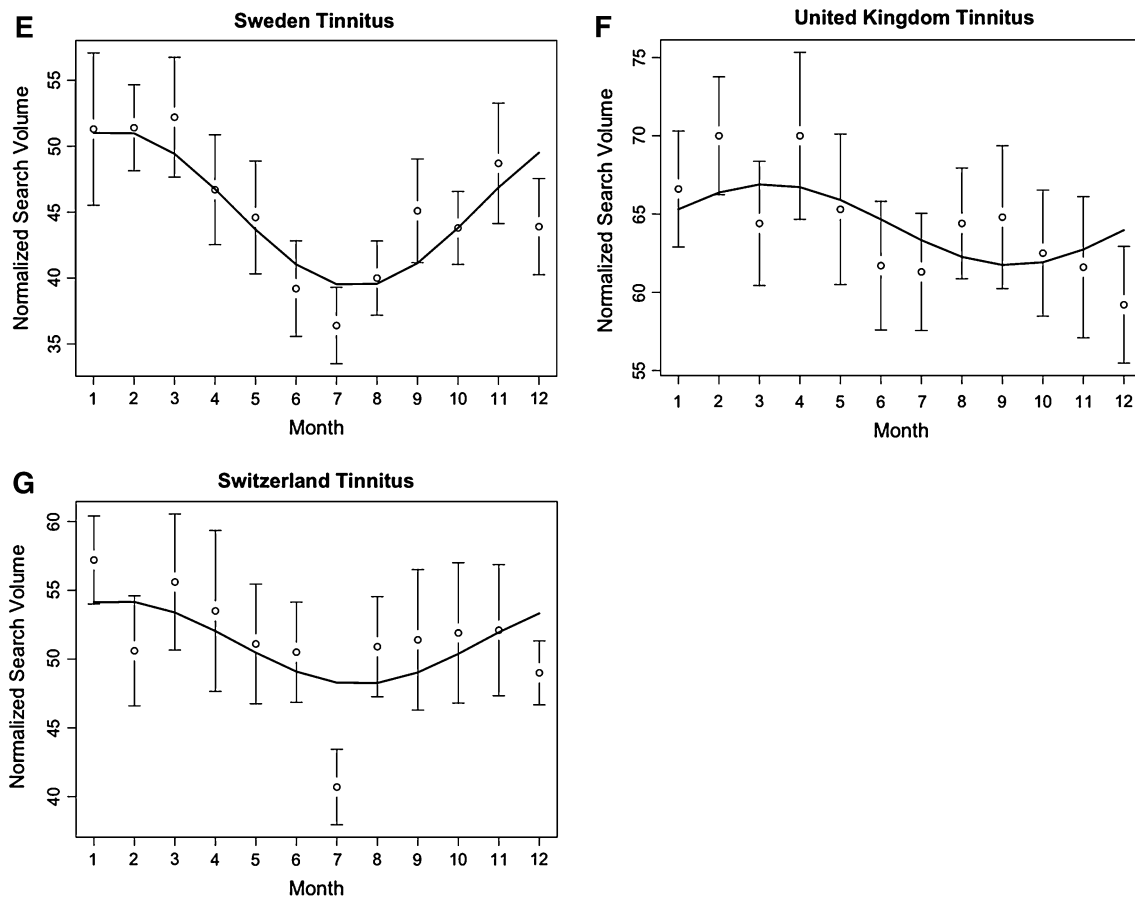 E
Sweden Tinnitus
Normalized Search Volume
55
50
45
40
35
1 2 3 4 5 6 7 8 9 10 11 12
Month
F
United Kingdom Tinnitus
Normalized Search Volume
75
70
65
60
55
1 2 3 4 5 6 7 8 9 10 11 12
Month
G
Switzerland Tinnitus
Normalized Search Volume
60
55
50
45
40
1 2 3 4 5 6 7 8 9 10 11 12
Month